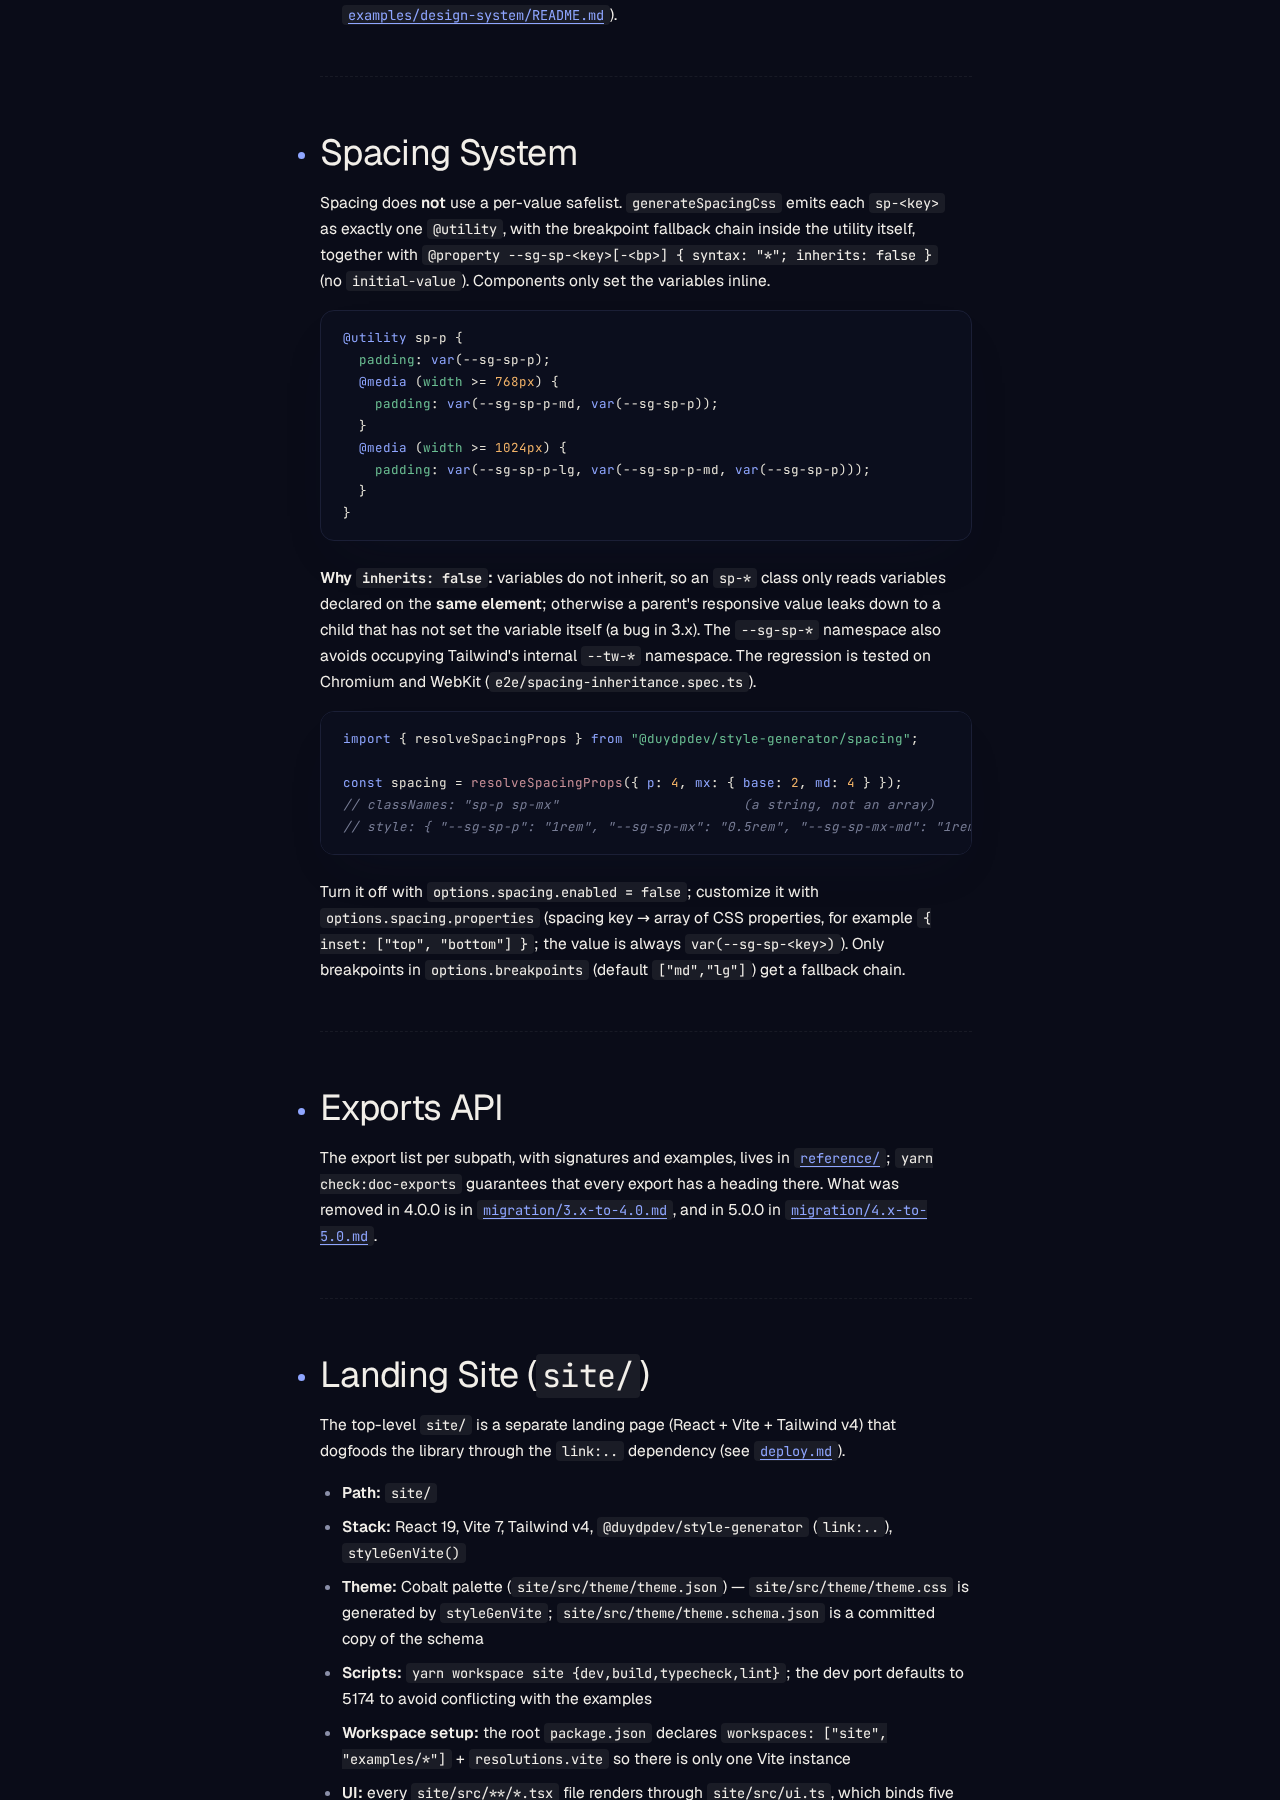 examples/design-system/README.md ).
Spacing System
Spacing does not use a per-value safelist. generateSpacingCss emits each sp-<key>
as exactly one @utility , with the breakpoint fallback chain inside the utility itself,
together with @property --sg-sp-<key>[-<bp>] { syntax: "*"; inherits: false }
(no initial-value ). Components only set the variables inline.
@utility sp-p {
  padding: var(--sg-sp-p);
  @media (width >= 768px) {
    padding: var(--sg-sp-p-md, var(--sg-sp-p));
  }
  @media (width >= 1024px) {
    padding: var(--sg-sp-p-lg, var(--sg-sp-p-md, var(--sg-sp-p)));
  }
}
Why inherits: false : variables do not inherit, so an sp-* class only reads variables
declared on the same element; otherwise a parent's responsive value leaks down to a
child that has not set the variable itself (a bug in 3.x). The --sg-sp-* namespace also
avoids occupying Tailwind's internal --tw-* namespace. The regression is tested on
Chromium and WebKit ( e2e/spacing-inheritance.spec.ts ).
import { resolveSpacingProps } from "@duydpdev/style-generator/spacing";
const spacing = resolveSpacingProps({ p: 4, mx: { base: 2, md: 4 } });
// classNames: "sp-p sp-mx"                       (a string, not an array)
// style: { "--sg-sp-p": "1rem", "--sg-sp-mx": "0.5rem", "--sg-sp-mx-md": "1rem
Turn it off with options.spacing.enabled = false ; customize it with
options.spacing.properties (spacing key → array of CSS properties, for example {
inset: ["top", "bottom"] } ; the value is always var(--sg-sp-<key>) ). Only
breakpoints in options.breakpoints (default ["md","lg"] ) get a fallback chain.
Exports API
The export list per subpath, with signatures and examples, lives in reference/ ; yarn
check:doc-exports guarantees that every export has a heading there. What was
removed in 4.0.0 is in migration/3.x-to-4.0.md , and in 5.0.0 in migration/4.x-to-
5.0.md .
Landing Site ( site/ )
The top-level site/ is a separate landing page (React + Vite + Tailwind v4) that
dogfoods the library through the link:.. dependency (see deploy.md ).
Path: site/
Stack: React 19, Vite 7, Tailwind v4, @duydpdev/style-generator ( link:.. ),
styleGenVite()
Theme: Cobalt palette ( site/src/theme/theme.json ) — site/src/theme/theme.css is
generated by styleGenVite ; site/src/theme/theme.schema.json is a committed
copy of the schema
Scripts: yarn workspace site {dev,build,typecheck,lint} ; the dev port defaults to
5174 to avoid conflicting with the examples
Workspace setup: the root package.json declares workspaces: ["site",
"examples/*"] + resolutions.vite so there is only one Vite instance
UI: every site/src/**/*.tsx file renders through site/src/ui.ts , which binds five